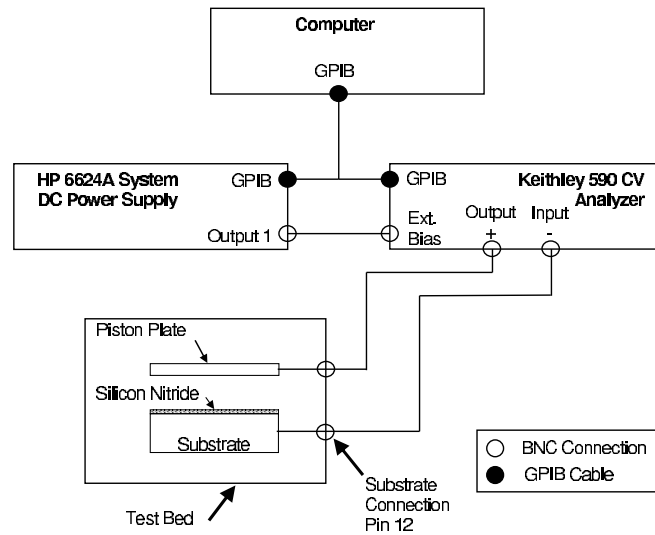 Computer
GPIB
HP 6624A System
DC Power Supply
GPIB
Output 1
GPIB
Keithley 590 CV
Analyzer
Ext.
Bias
Output
+
Input
-
Piston Plate
Silicon Nitride
Substrate
Test Bed
Substrate
Connection
Pin 12
BNC Connection
GPIB Cable